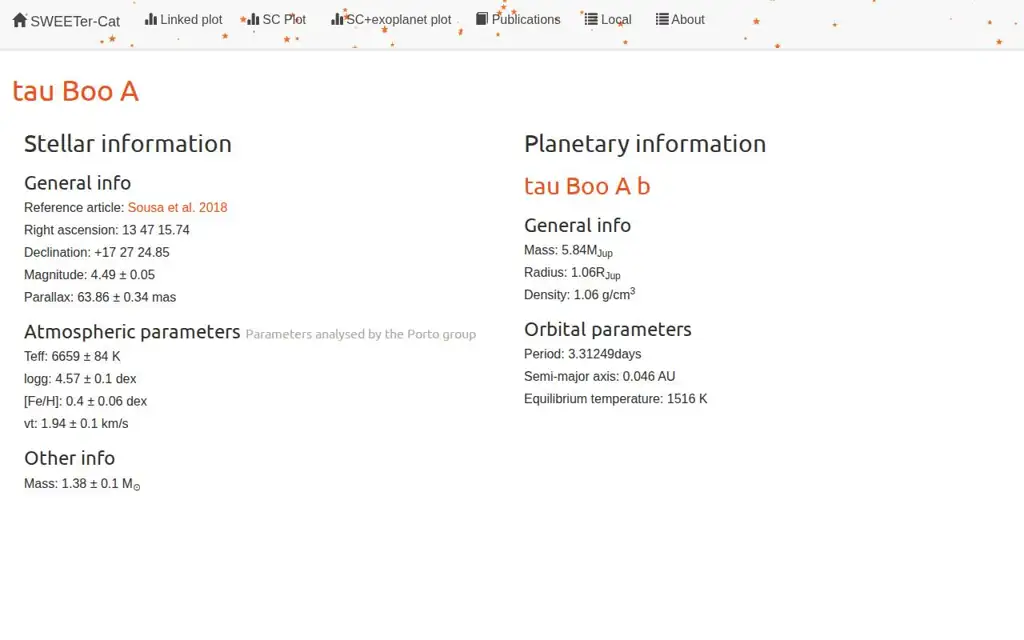 SWEETer-Cat Linked plot SC Plot SC+exoplanet plot Publications Local About
tau Boo A
Stellar information
General info
Reference article: Sousa et al. 2018
Right ascension: 13 47 15.74
Declination: +17 27 24.85
Magnitude: 4.49 ± 0.05
Parallax: 63.86 ± 0.34 mas
Atmospheric parameters Parameters analysed by the Porto group
Teff: 6659 ± 84 K
logg: 4.57 ± 0.1 dex
[Fe/H]: 0.4 ± 0.06 dex
vt: 1.94 ± 0.1 km/s
Other info
Mass: 1.38 ± 0.1 M☉
Planetary information
tau Boo A b
General info
Mass: 5.84MJup
Radius: 1.06RJup
Density: 1.06 g/cm³
Orbital parameters
Period: 3.31249days
Semi-major axis: 0.046 AU
Equilibrium temperature: 1516 K